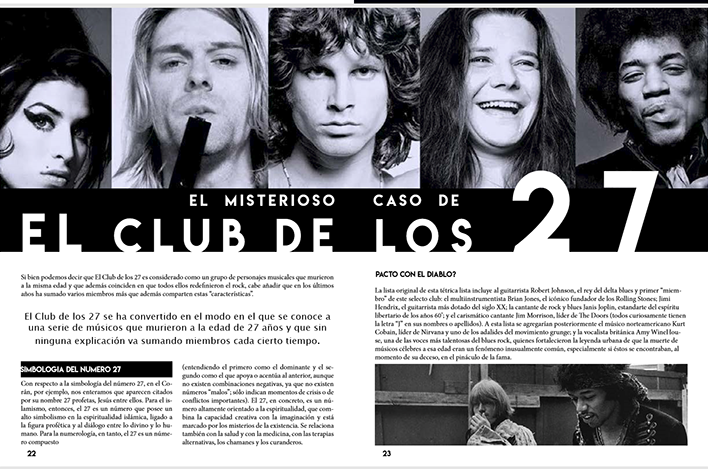 EL MISTERIOSO CASO DE
EL CLUB DE LOS 27
Si bien podemos decir que El Club de los 27 es considerado como un grupo de personajes musicales que murieron
a la misma edad y que además coinciden en que todos ellos redefinieron el rock, cabe añadir que en los últimos
años ha sumado varios miembros más que además comparten estas “características”.
El Club de los 27 se ha convertido en el modo en el que se conoce a
una serie de músicos que murieron a la edad de 27 años y que sin
ninguna explicación va sumando miembros cada cierto tiempo.
SIMBOLOGIA DEL NUMERO 27
Con respecto a la simbología del número 27, en el Co-
rán, por ejemplo, nos enteramos que aparecen citados
por su nombre 27 profetas, Jesús entre ellos. Para el is-
lamismo, entonces, el 27 es un número que posee un
alto simbolismo en la espiritualidad islámica, ligado a
la figura profética y al diálogo entre lo divino y lo hu-
mano. Para la numerología, en tanto, el 27 es un núme-
ro compuesto
22
(entendiendo el primero como el dominante y el se-
gundo como el que apoya o acentúa al anterior, aunque
no existen combinaciones negativas, ya que no existen
números “malos”; sólo indican momentos de crisis o de
conflictos importantes). El 27, en concreto, es un nú-
mero altamente orientado a la espiritualidad, que com-
bina la capacidad creativa con la imaginación y está
marcado por los misterios de la existencia. Se relaciona
también con la salud y con la medicina, con las terapias
alternativas, los chamanes y los curanderos.
PACTO CON EL DIABLO?
La lista original de esta tétrica lista incluye al guitarrista Robert Johnson, el rey del delta blues y primer “miem-
bro” de este selecto club: el multiinstrumentista Brian Jones, el icónico fundador de los Rolling Stones; Jimi
Hendrix, el guitarrista más dotado del siglo XX; la cantante de rock y blues Janis Joplin, estandarte del espíritu
libertario de los años 60’; y el carismático cantante Jim Morrison, líder de The Doors (todos curiosamente tienen
la letra “J” en sus nombres o apellidos). A esta lista se agregarían posteriormente el músico norteamericano Kurt
Cobain, líder de Nirvana y uno de los adalides del movimiento grunge; y la vocalista británica Amy WineHou-
se, una de las voces más talentosas del blues rock, quienes fortalecieron la leyenda urbana de que la muerte de
músicos célebres a esa edad eran un fenómeno inusualmente común, especialmente si éstos se encontraban, al
momento de su deceso, en el pináculo de la fama.
23